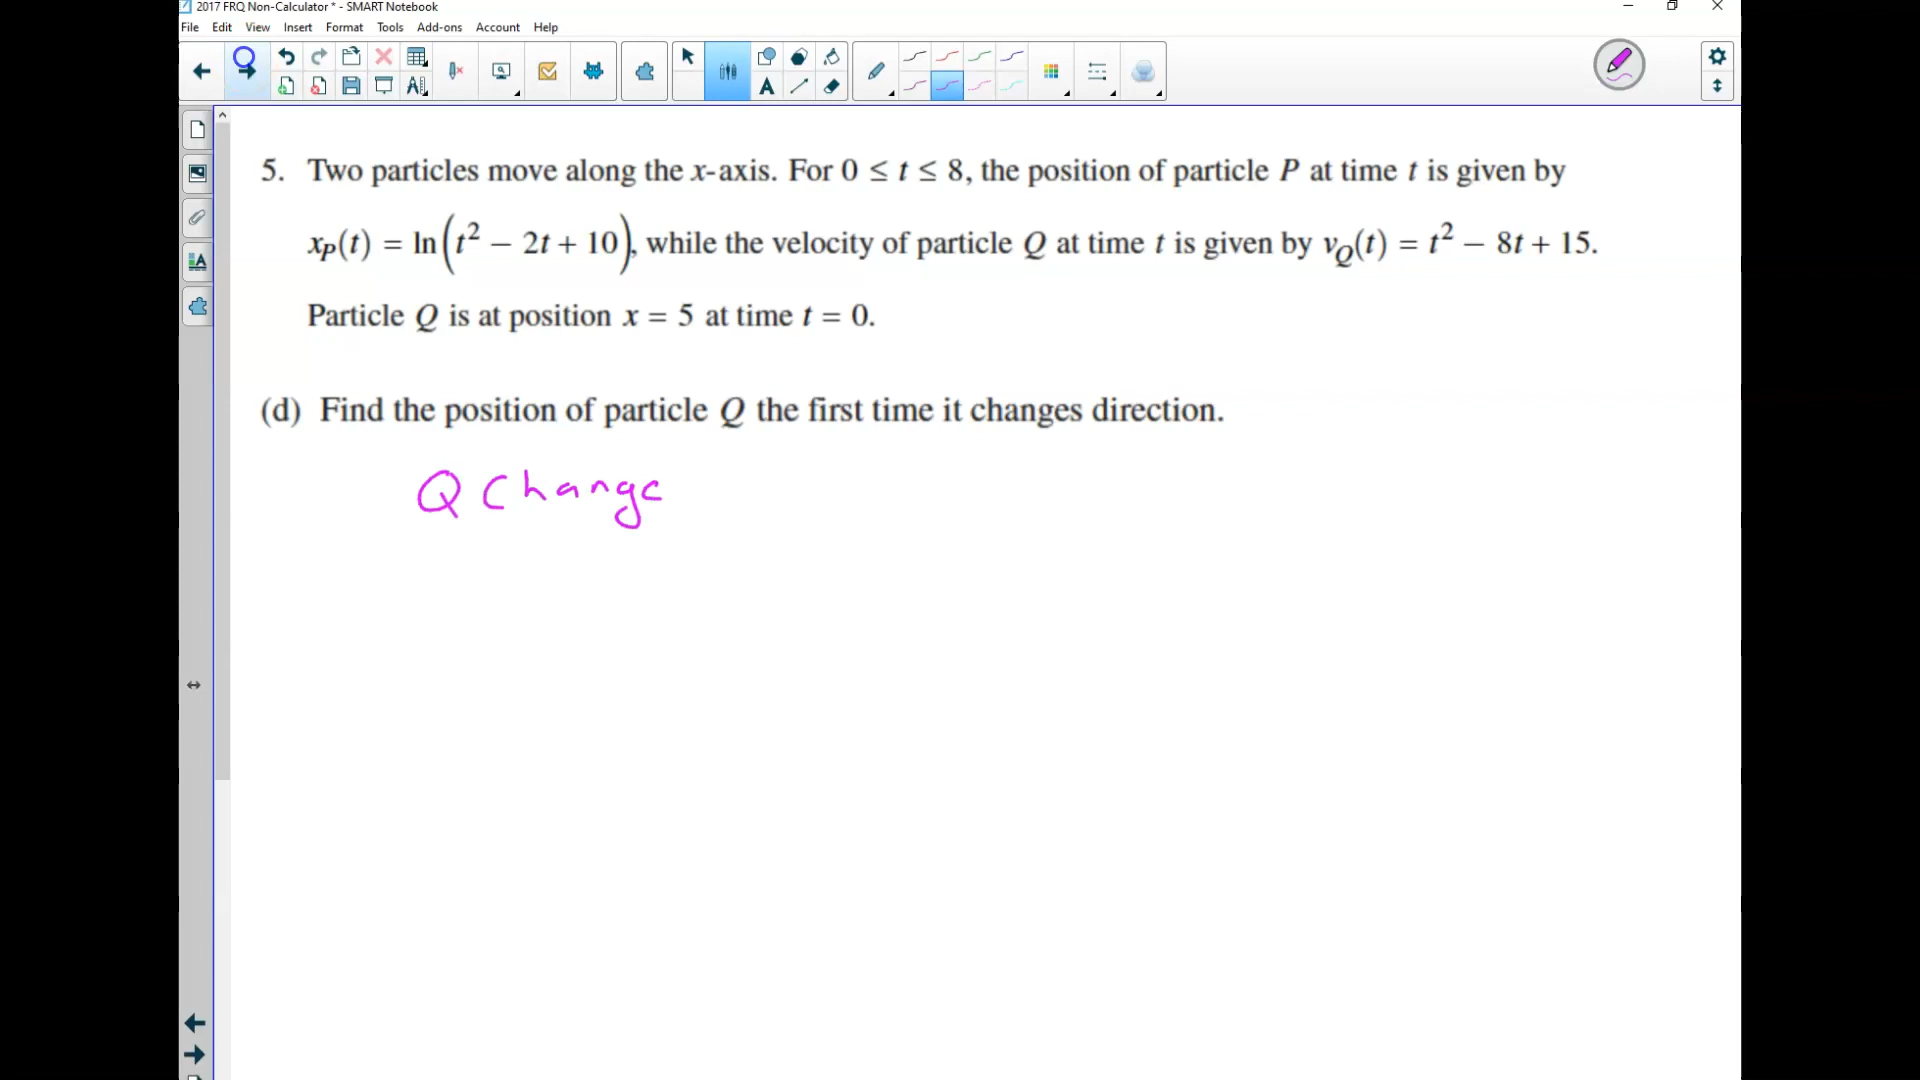 2017 FRQ Non-Calculator * - SMART Notebook
File Edit View Insert Format Tools Add-ons Account Help
5. Two particles move along the x-axis. For 0 ≤ t ≤ 8, the position of particle P at time t is given by
x_P(t) = ln(t² − 2t + 10), while the velocity of particle Q at time t is given by v_Q(t) = t² − 8t + 15.
Particle Q is at position x = 5 at time t = 0.
(d) Find the position of particle Q the first time it changes direction.
Q Change